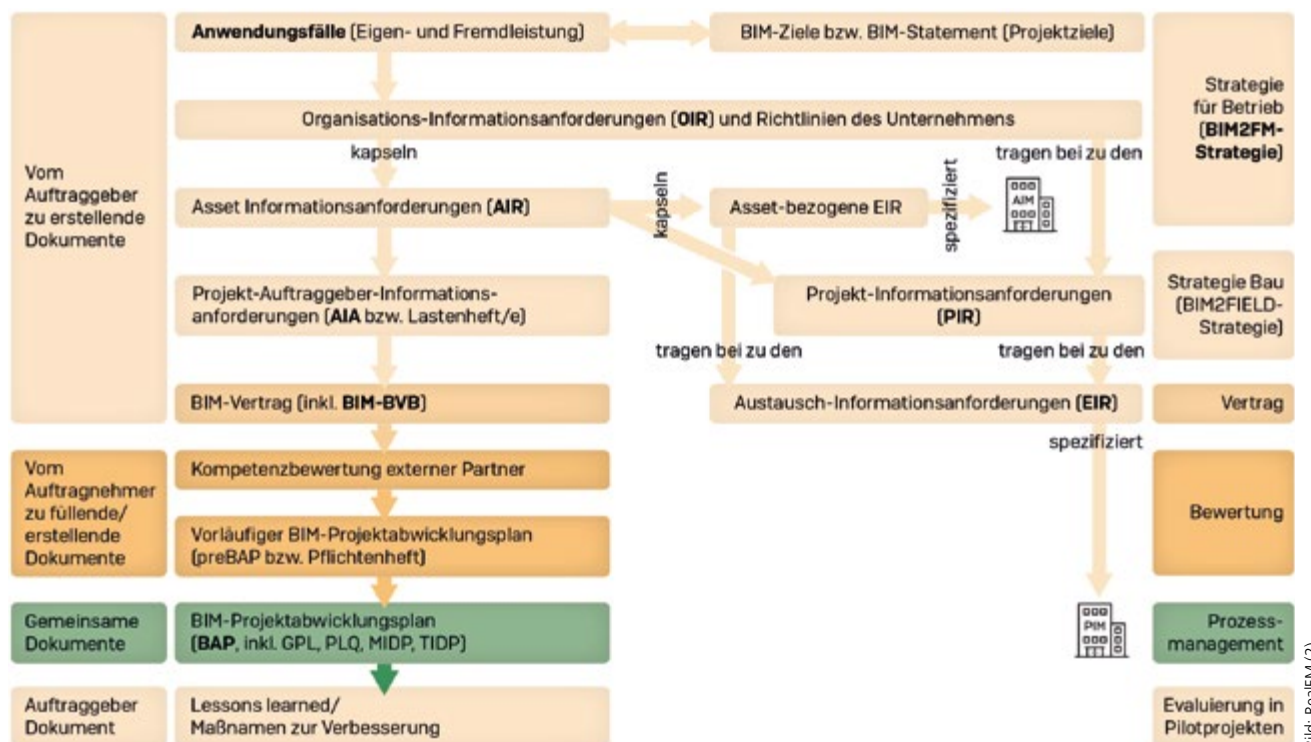 Anwendungsfälle (Eigen- und Fremdleistung)
BIM-Ziele bzw. BIM-Statement (Projektziele)
Strategie
für Betrieb
(BIM2FM-
Strategie)
Organisations-Informationsanforderungen (OIR) und Richtlinien des Unternehmens
kapseln
tragen bei zu den
Vom
Auftraggeber
zu erstellende
Dokumente
Asset Informationsanforderungen (AIR)
kapseln
Asset-bezogene EIR
spezifiziert
AIM
Projekt-Auftraggeber-Informations-
anforderungen (AIA bzw. Lastenheft/e)
Projekt-Informationsanforderungen
(PIR)
Strategie Bau
(BIM2FIELD-
Strategie)
tragen bei zu den
tragen bei zu den
BIM-Vertrag (inkl. BIM-BVB)
Austausch-Informationsanforderungen (EIR)
Vertrag
spezifiziert
Vom
Auftragnehmer
zu füllende/
erstellende
Dokumente
Kompetenzbewertung externer Partner
Vorläufiger BIM-Projektabwicklungsplan
(preBAP bzw. Pflichtenheft)
Bewertung
Gemeinsame
Dokumente
BIM-Projektabwicklungsplan
(BAP, inkl. GPL, PLQ, MIDP, TIDP)
PIM
Prozess-
management
Auftraggeber
Dokument
Lessons learned/
Maßnamen zur Verbesserung
Evaluierung in
Pilotprojekten
Bild: RealFM (2)